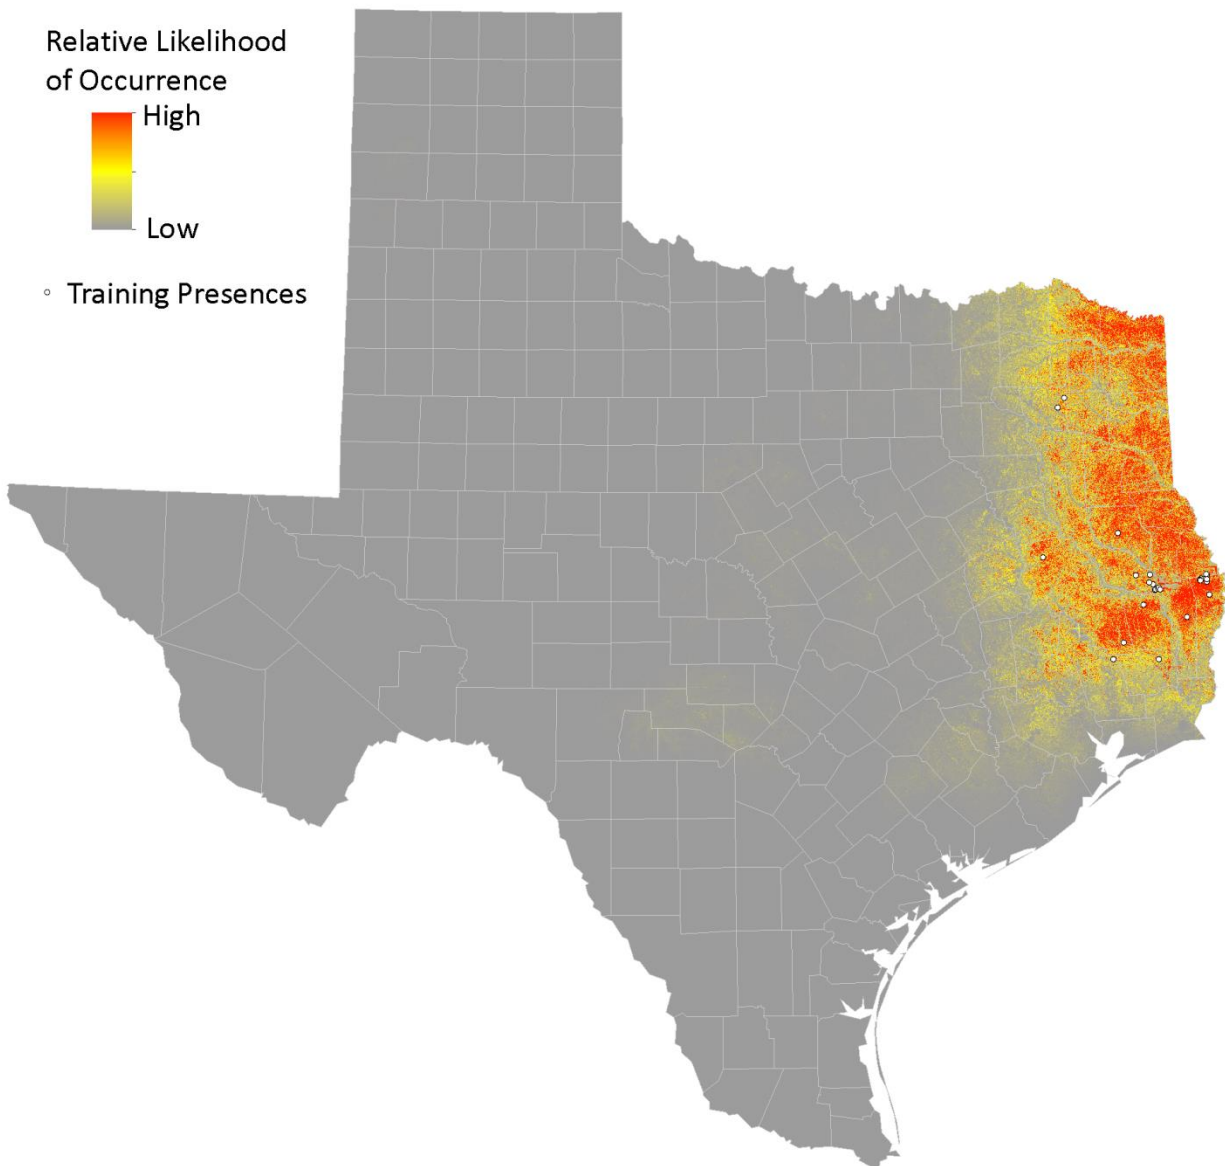 Relative Likelihood
of Occurrence
High
Low
Training Presences